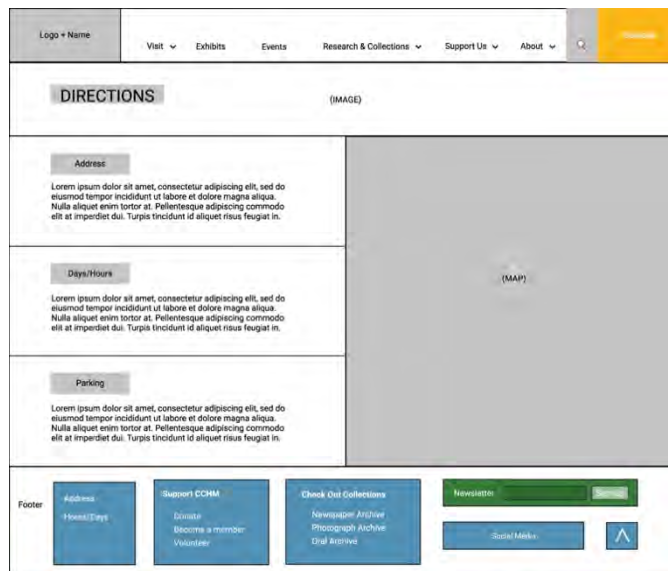 Logo + Name
Visit
Exhibits
Events
Research & Collections
Support Us
About
DIRECTIONS
(IMAGE)
Address
Lorem ipsum dolor sit amet, consectetur adipiscing elit, sed do
eiusmod tempor incididunt ut labore et dolore magna aliqua.
Nulla aliquet enim tortor at. Pellentesque adipiscing commodo
elit at imperdiet dui. Turpis tincidunt id aliquet risus feugiat in.
Days/Hours
Lorem ipsum dolor sit amet, consectetur adipiscing elit, sed do
eiusmod tempor incididunt ut labore et dolore magna aliqua.
Nulla aliquet enim tortor at. Pellentesque adipiscing commodo
elit at imperdiet dui. Turpis tincidunt id aliquet risus feugiat in.
(MAP)
Parking
Lorem ipsum dolor sit amet, consectetur adipiscing elit, sed do
eiusmod tempor incididunt ut labore et dolore magna aliqua.
Nulla aliquet enim tortor at. Pellentesque adipiscing commodo
elit at imperdiet dui. Turpis tincidunt id aliquet risus feugiat in.
Footer
Address
Hours/Days
Support CCHM
Donate
Become a member
Volunteer
Check Out Collections
Newspaper Archive
Photograph Archive
Oral Archive
Newsletter
Social Media